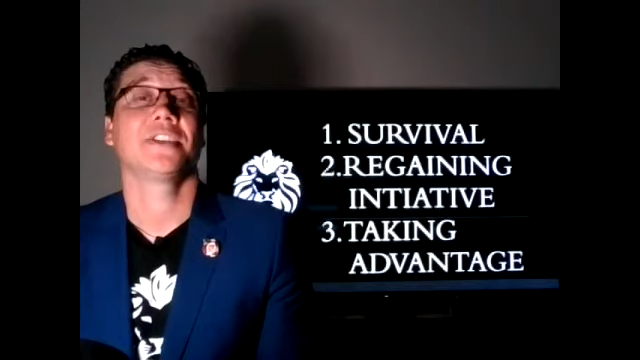 1. SURVIVAL
2. REGAINING
INTIATIVE
3. TAKING
ADVANTAGE